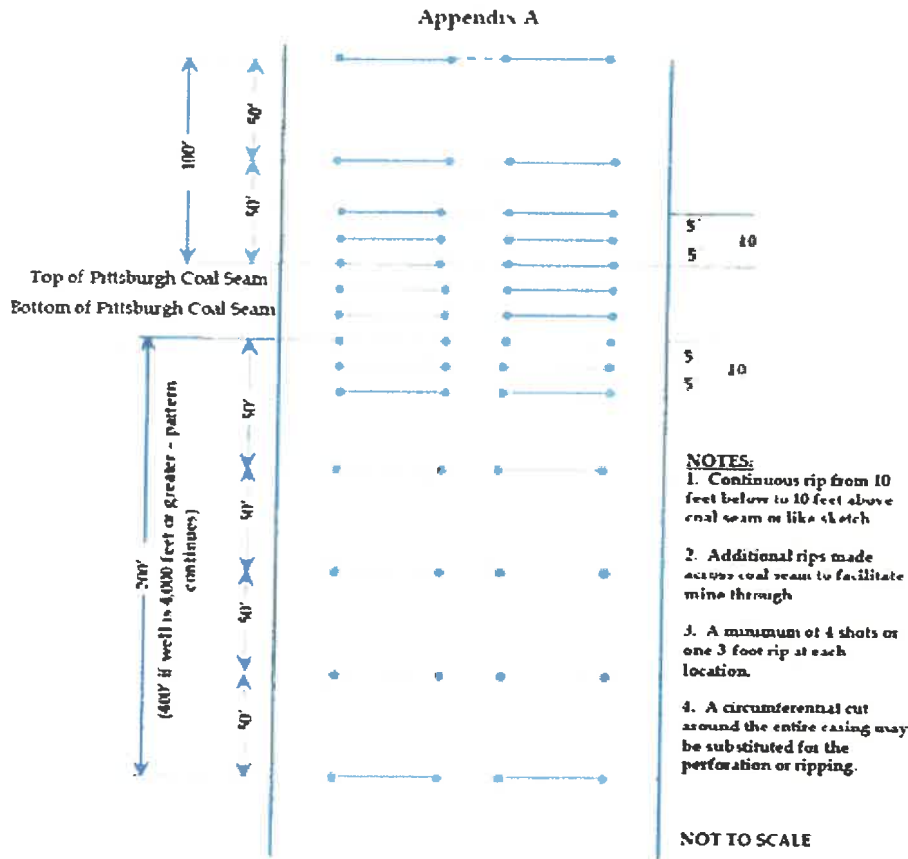 Appendix A
100'
50'
50'
5'
5
10
Top of Pittsburgh Coal Seam
Bottom of Pittsburgh Coal Seam
5
5
10
200'
(400' if well is 4,000 feet or greater - pattern
continues)
50'
50'
50'
50'
NOTES:
1. Continuous rip from 10
feet below to 10 feet above
coal seam or like sketch
2. Additional rips made
across coal seam to facilitate
mine through
3. A minimum of 4 shots or
one 3 foot rip at each
location.
4. A circumferential cut
around the entire casing may
be substituted for the
perforation or ripping.
NOT TO SCALE